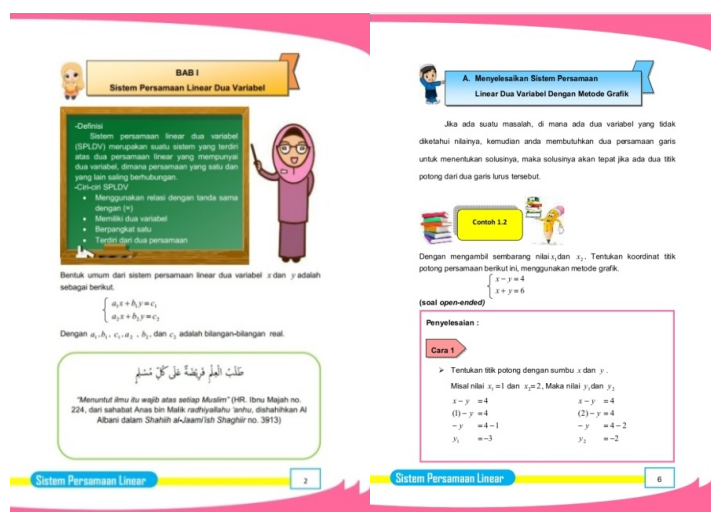 BAB I
Sistem Persamaan Linear Dua Variabel
-Definisi
Sistem persamaan linear dua variabel
(SPLDV) merupakan suatu sistem yang terdiri
atas dua persamaan linear yang mempunyai
dua variabel, dimana persamaan yang satu dan
yang lain saling berhubungan.
-Ciri-ciri SPLDV
• Menggunakan relasi dengan tanda sama
dengan (=)
• Memiliki dua variabel
• Berpangkat satu
• Terdiri dari dua persamaan
Bentuk umum dari sistem persamaan linear dua variabel x dan y adalah
sebagai berikut.
a₁x + b₁y = c₁
a₂x + b₂y = c₂
Dengan a₁, b₁, c₁, a₂, b₂, dan c₂ adalah bilangan-bilangan real.
طَلَبُ الْعِلْمِ فَرِيْضَةٌ عَلَى كُلِّ مُسْلِمٍ
"Menuntut ilmu itu wajib atas setiap Muslim" (HR. Ibnu Majah no.
224, dari sahabat Anas bin Malik radhiyallahu 'anhu, dishahihkan Al
Albani dalam Shahiih al-Jaami'ish Shaghiir no. 3913)
Sistem Persamaan Linear
2
A. Menyelesaikan Sistem Persamaan
Linear Dua Variabel Dengan Metode Grafik
Jika ada suatu masalah, di mana ada dua variabel yang tidak
diketahui nilainya, kemudian anda membutuhkan dua persamaan garis
untuk menentukan solusinya, maka solusinya akan tepat jika ada dua titik
potong dari dua garis lurus tersebut.
Contoh 1.2
Dengan mengambil sembarang nilai x₁ dan x₂. Tentukan koordinat titik
potong persamaan berikut ini, menggunakan metode grafik.
x − y = 4
x + y = 6
(soal open-ended)
Penyelesaian :
Cara 1
➢ Tentukan titik potong dengan sumbu x dan y .
Misal nilai x₁ = 1 dan x₂ = 2, Maka nilai y₁ dan y₂
x − y = 4 x − y = 4
(1) − y = 4 (2) − y = 4
− y = 4 − 1 − y = 4 − 2
y₁ = −3 y₂ = −2
Sistem Persamaan Linear
6